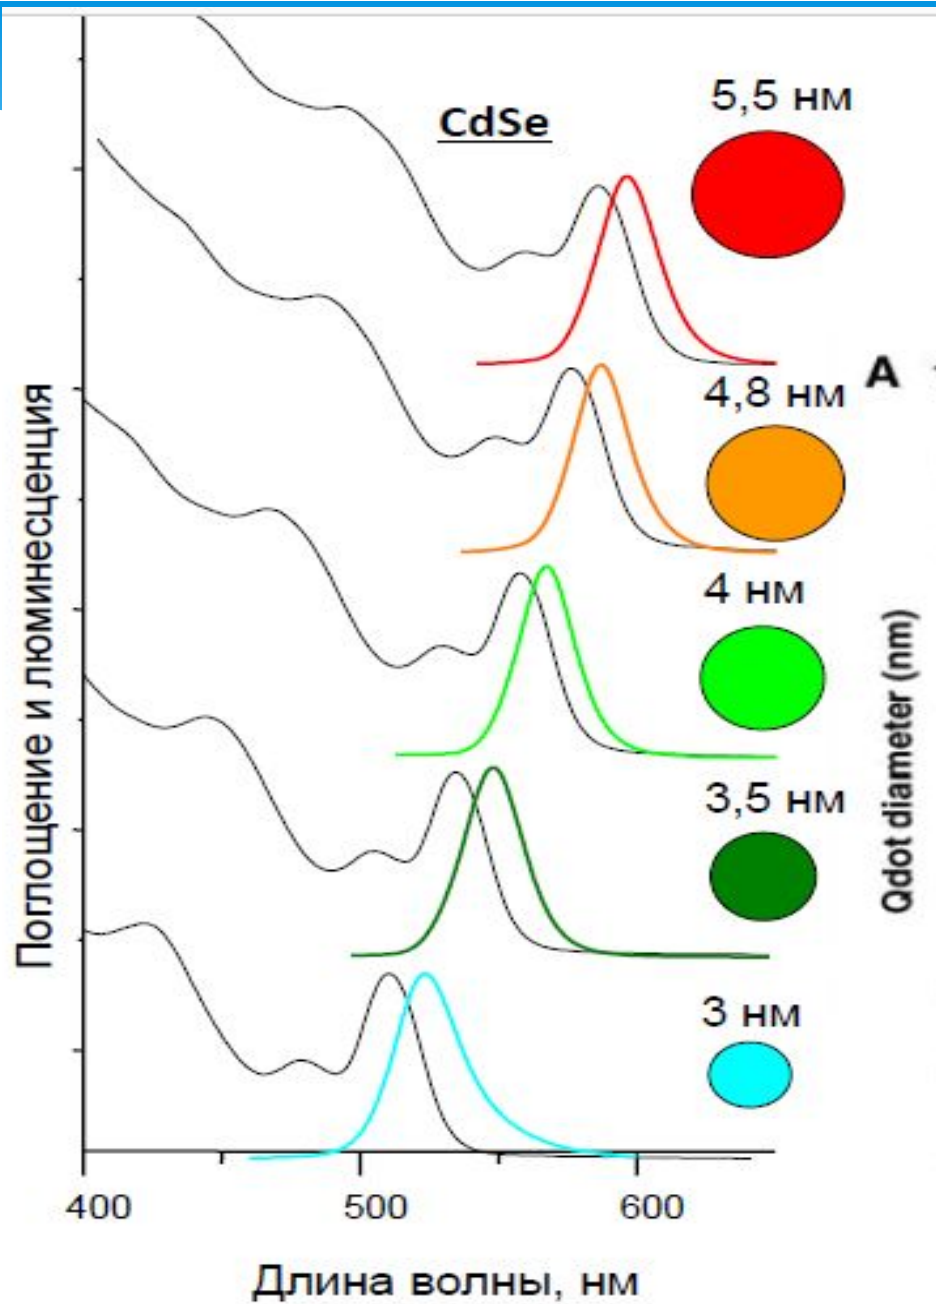 5,5 нм
CdSe
A
4,8 нм
4 нм
3,5 нм
3 нм
Поглощение и люминесценция
Qdot diameter (nm)
400
500
600
Длина волны, нм